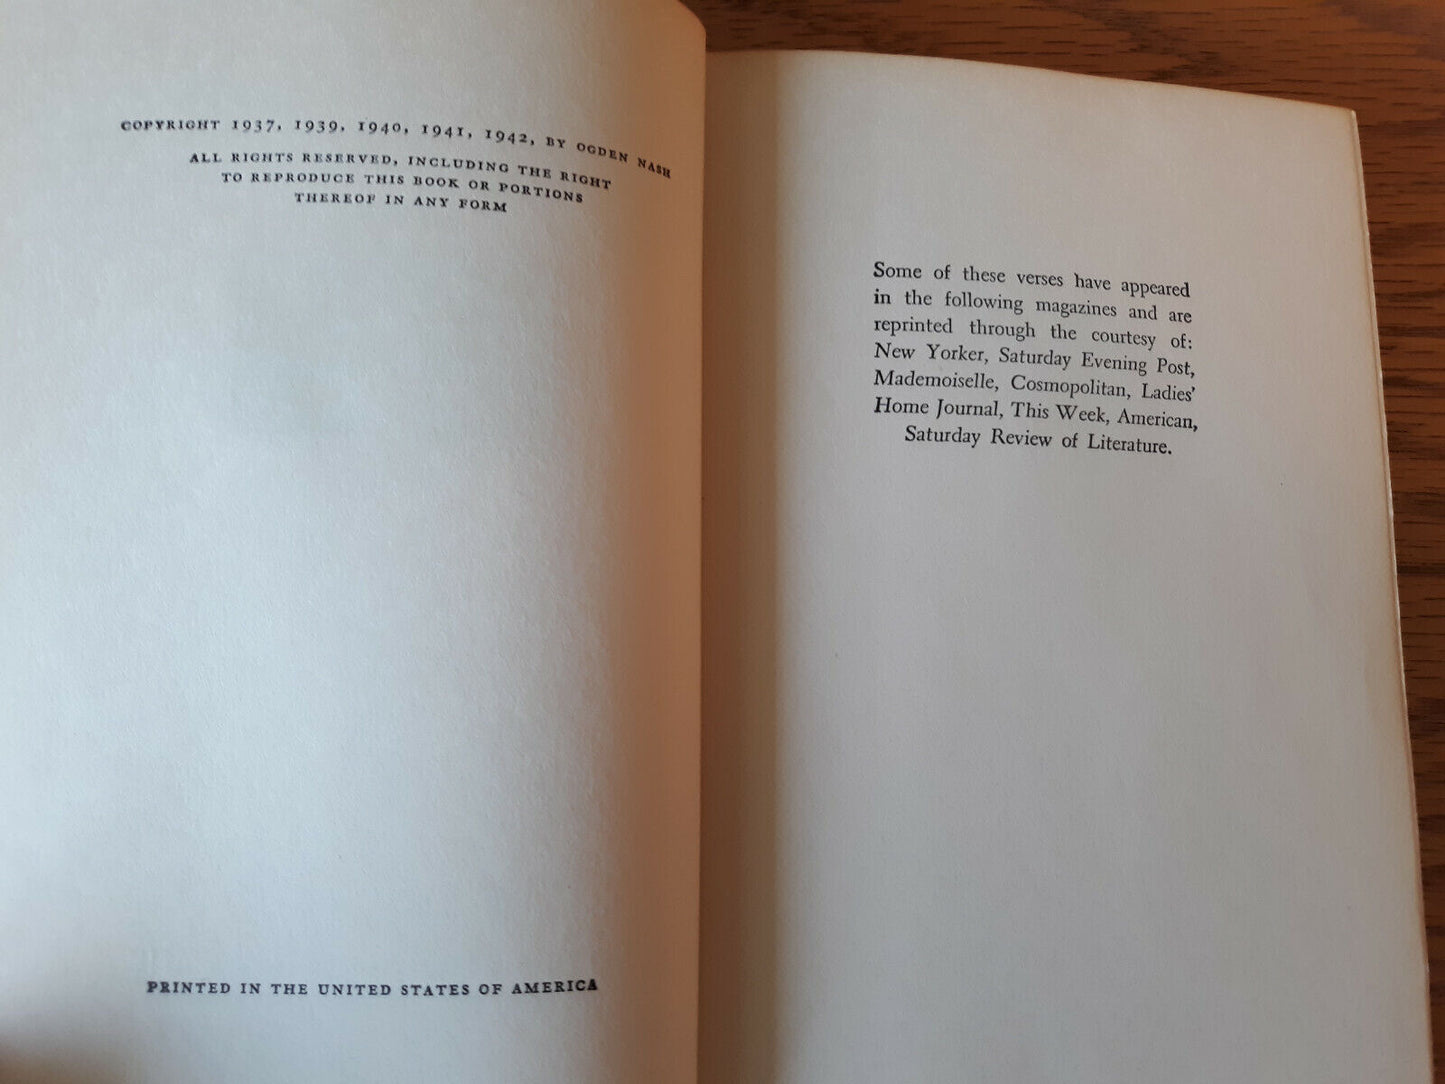 COPYRIGHT 1937, 1939, 1940, 1941, 1942, BY OGDEN NASH
ALL RIGHTS RESERVED, INCLUDING THE RIGHT
TO REPRODUCE THIS BOOK OR PORTIONS
THEREOF IN ANY FORM
PRINTED IN THE UNITED STATES OF AMERICA
Some of these verses have appeared
in the following magazines and are
reprinted through the courtesy of:
New Yorker, Saturday Evening Post,
Mademoiselle, Cosmopolitan, Ladies'
Home Journal, This Week, American,
Saturday Review of Literature.